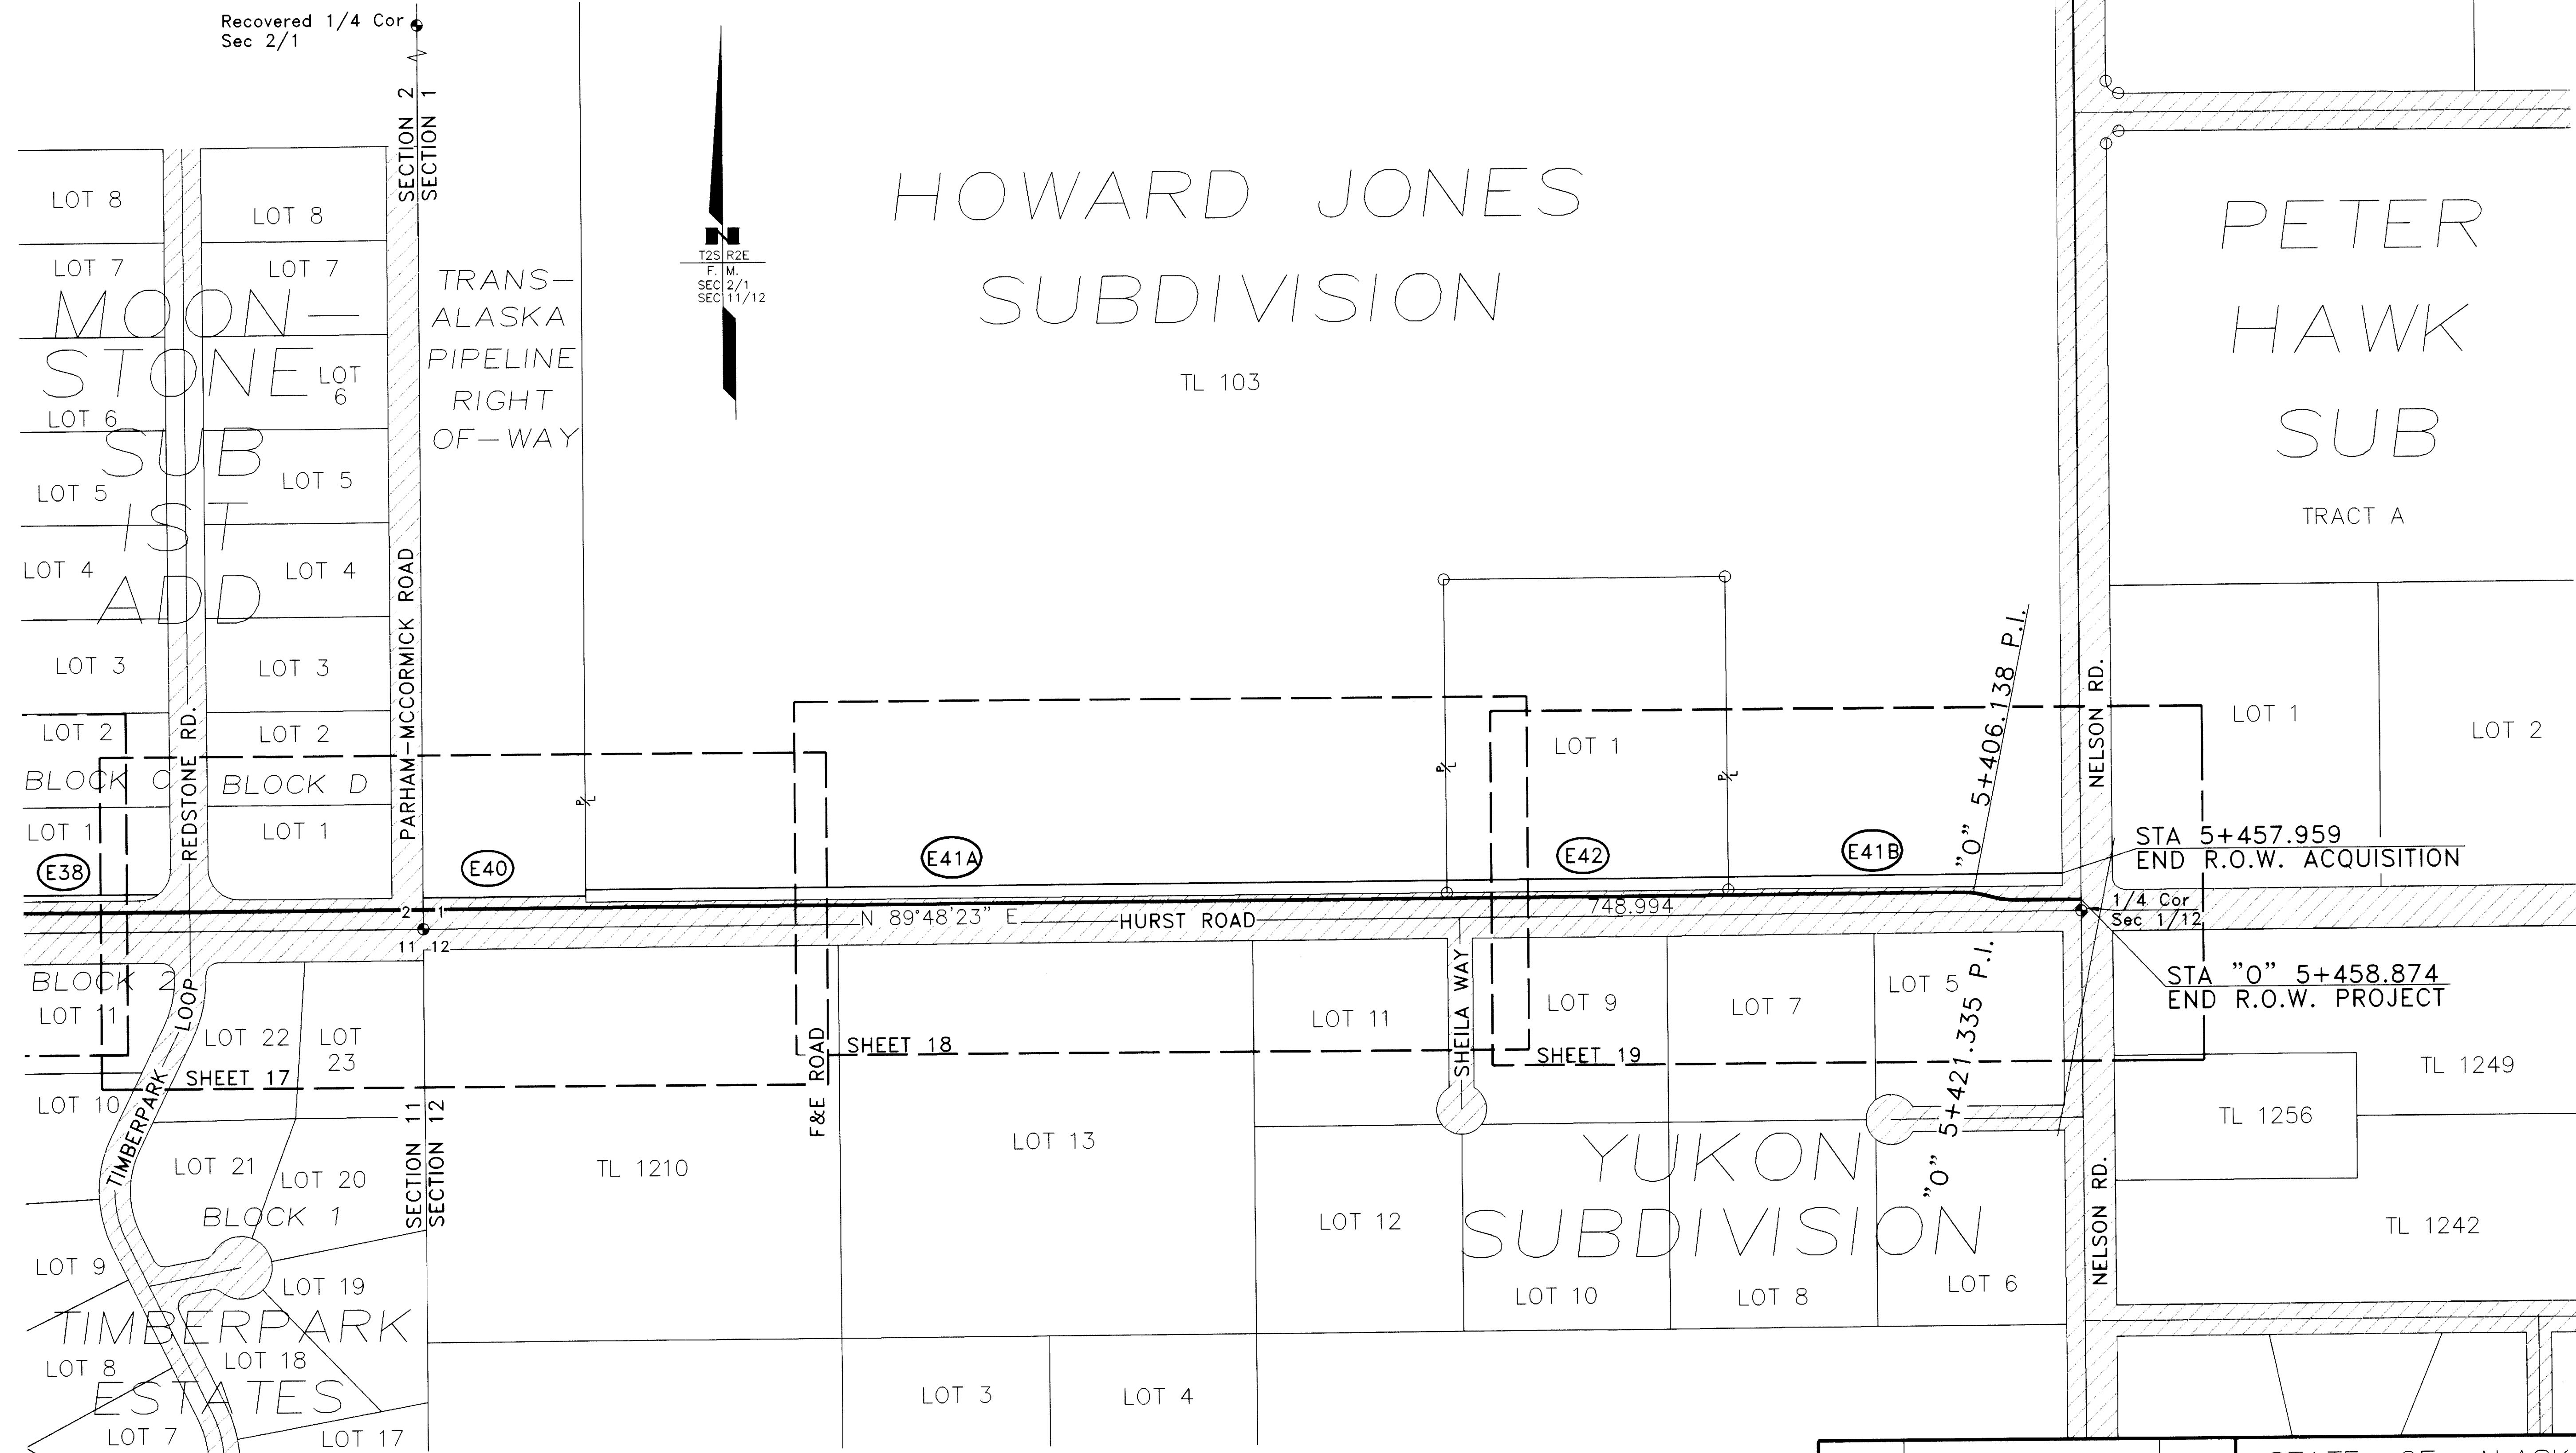 Recovered 1/4 Cor
Sec 2/1
SECTION 2
SECTION 1
T2S R2E
F. M.
SEC 2/1
SEC 11/12
HOWARD JONES
SUBDIVISION
TL 103
PETER
HAWK
SUB
TRACT A
TRANS-
ALASKA
PIPELINE
RIGHT
OF-WAY
MOON-
STONE
SUB
IST
ADD
LOT 8
LOT 7
LOT 6
LOT 5
LOT 4
LOT 3
LOT 2
BLOCK C
LOT 1
LOT 8
LOT 7
LOT
6
LOT 5
LOT 4
LOT 3
LOT 2
BLOCK D
LOT 1
REDSTONE RD.
PARHAM-MCCORMICK ROAD
P/L
P/L
P/L
LOT 1
"O" 5+406.138 P.I.
NELSON RD.
LOT 1
LOT 2
E38
E40
E41A
E42
E41B
STA 5+457.959
END R.O.W. ACQUISITION
2
1
11
12
N 89°48'23" E
HURST ROAD
748.994
1/4 Cor
Sec 1/12
STA "O" 5+458.874
END R.O.W. PROJECT
BLOCK 2
LOT 11
LOT 10
LOT 9
LOT 8
LOT 7
TIMBERPARK LOOP
LOT 22
LOT
23
SHEET 17
LOT 21
LOT 20
BLOCK 1
LOT 19
LOT 18
LOT 17
TIMBERPARK
ESTATES
SECTION 11
SECTION 12
TL 1210
F&E ROAD
SHEET 18
LOT 13
LOT 3
LOT 4
LOT 11
LOT 12
SHEILA WAY
SHEET 19
LOT 9
LOT 7
LOT 5
"O" 5+421.335 P.I.
YUKON
SUBDIVISION
LOT 10
LOT 8
LOT 6
NELSON RD.
TL 1249
TL 1256
TL 1242